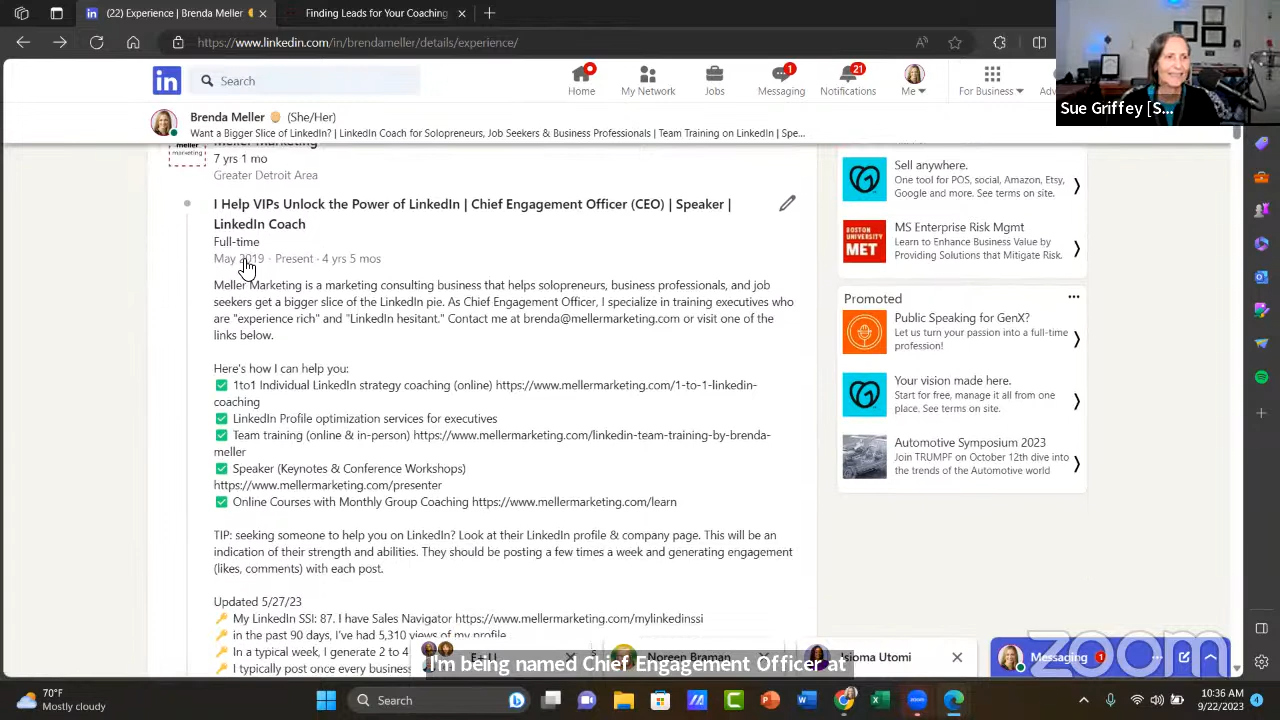 (22) Experience | Brenda Meller
Finding Leads for Your Coaching
https://www.linkedin.com/in/brendameller/details/experience/
Sue Griffey [S...
in
Search
Home
My Network
Jobs
1
Messaging
21
Notifications
Me
For Business
Brenda Meller (She/Her)
Want a Bigger Slice of LinkedIn? | LinkedIn Coach for Solopreneurs, Job Seekers & Business Professionals | Team Training on LinkedIn | Spe...
meller
marketing
Meller Marketing
7 yrs 1 mo
Greater Detroit Area
I Help VIPs Unlock the Power of LinkedIn | Chief Engagement Officer (CEO) | Speaker |
LinkedIn Coach
Full-time
May 2019 · Present · 4 yrs 5 mos
Meller Marketing is a marketing consulting business that helps solopreneurs, business professionals, and job
seekers get a bigger slice of the LinkedIn pie. As Chief Engagement Officer, I specialize in training executives who
are "experience rich" and "LinkedIn hesitant." Contact me at brenda@mellermarketing.com or visit one of the
links below.
Here's how I can help you:
✅ 1to1 Individual LinkedIn strategy coaching (online) https://www.mellermarketing.com/1-to-1-linkedin-
coaching
✅ LinkedIn Profile optimization services for executives
✅ Team training (online & in-person) https://www.mellermarketing.com/linkedin-team-training-by-brenda-
meller
✅ Speaker (Keynotes & Conference Workshops)
https://www.mellermarketing.com/presenter
✅ Online Courses with Monthly Group Coaching https://www.mellermarketing.com/learn
TIP: seeking someone to help you on LinkedIn? Look at their LinkedIn profile & company page. This will be an
indication of their strength and abilities. They should be posting a few times a week and generating engagement
(likes, comments) with each post.
Updated 5/27/23
🔑 My LinkedIn SSI: 87. I have Sales Navigator https://www.mellermarketing.com/mylinkedinssi
🔑 in the past 90 days, I've had 5,310 views of my profile
🔑 In a typical week, I generate 2 to 4
🔑 I typically post once every business
Sell anywhere.
One tool for POS, social, Amazon, Etsy,
Google and more. See terms on site.
BOSTON
UNIVERSITY
MET
MS Enterprise Risk Mgmt
Learn to Enhance Business Value by
Providing Solutions that Mitigate Risk.
Promoted
Public Speaking for GenX?
Let us turn your passion into a full-time
profession!
Your vision made here.
Start for free, manage it all from one
place. See terms on site.
Automotive Symposium 2023
Join TRUMPF on October 12th dive into
the trends of the Automotive world
Noreen Braman
Isioma Utomi
Messaging 1
zoom
I'm being named Chief Engagement Officer at
70°F
Mostly cloudy
Search
10:36 AM
9/22/2023
4